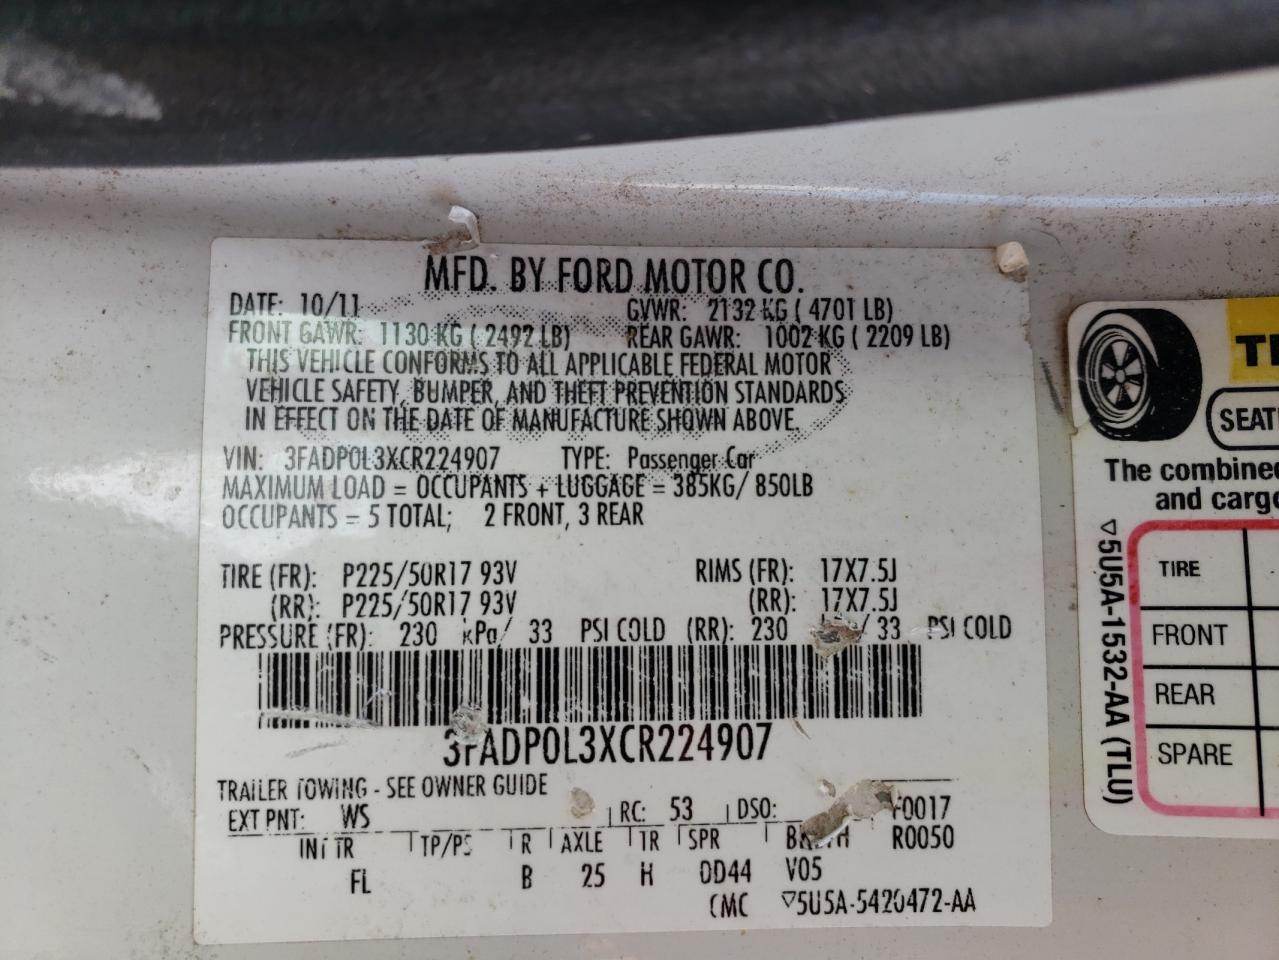 MFD. BY FORD MOTOR CO.
DATE: 10/11 GVWR: 2132 KG ( 4701 LB)
FRONT GAWR: 1130 KG ( 2492 LB) REAR GAWR: 1002 KG ( 2209 LB)
THIS VEHICLE CONFORMS TO ALL APPLICABLE FEDERAL MOTOR
VEHICLE SAFETY, BUMPER, AND THEFT PREVENTION STANDARDS
IN EFFECT ON THE DATE OF MANUFACTURE SHOWN ABOVE.
VIN: 3FADP0L3XCR224907 TYPE: Passenger Car
MAXIMUM LOAD = OCCUPANTS + LUGGAGE = 385KG/ 850LB
OCCUPANTS = 5 TOTAL; 2 FRONT, 3 REAR
TIRE (FR): P225/50R17 93V RIMS (FR): 17X7.5J
(RR): P225/50R17 93V (RR): 17X7.5J
PRESSURE (FR): 230 kPa/ 33 PSI COLD (RR): 230 / 33 PSI COLD
3FADP0L3XCR224907
TRAILER TOWING - SEE OWNER GUIDE
EXT PNT: WS RC: 53 DSO: F0017
INT TR TP/PS R AXLE TR SPR R0050
FL B 25 H DD44 V05
CMC ▽5U5A-5420472-AA
SEAT
The combined
and cargo
▽5U5A-1532-AA (TLU)
TIRE
FRONT
REAR
SPARE